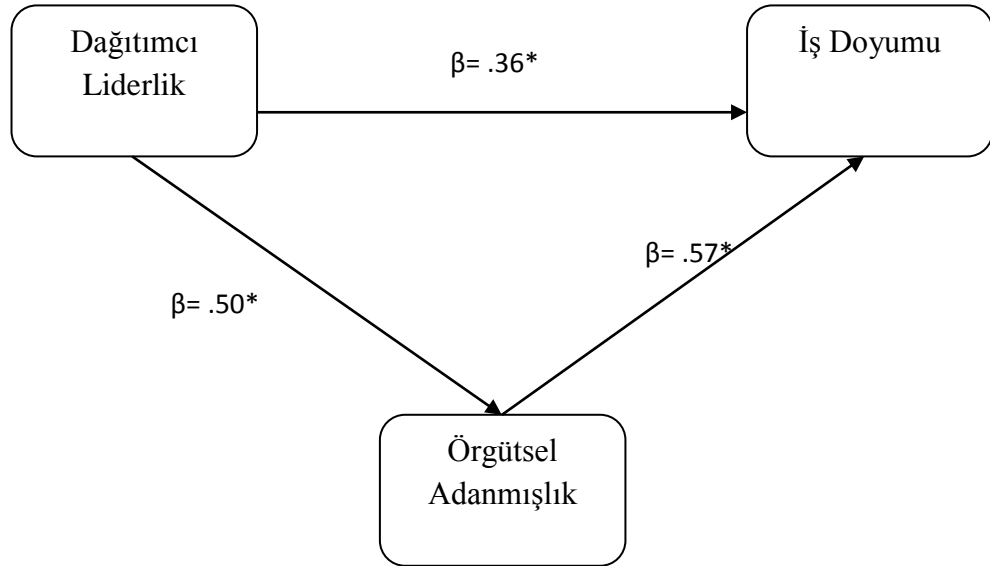 Dağıtımcı
Liderlik
β= .36*
İş Doyumu
β= .50*
β= .57*
Örgütsel
Adanmışlık